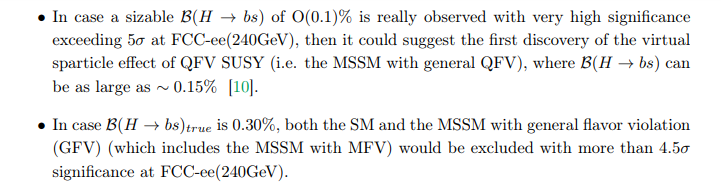 • In case a sizable B(H → bs) of O(0.1)% is really observed with very high significance
exceeding 5σ at FCC-ee(240GeV), then it could suggest the first discovery of the virtual
sparticle effect of QFV SUSY (i.e. the MSSM with general QFV), where B(H → bs) can
be as large as ∼ 0.15% [10].
• In case B(H → bs)true is 0.30%, both the SM and the MSSM with general flavor violation
(GFV) (which includes the MSSM with MFV) would be excluded with more than 4.5σ
significance at FCC-ee(240GeV).